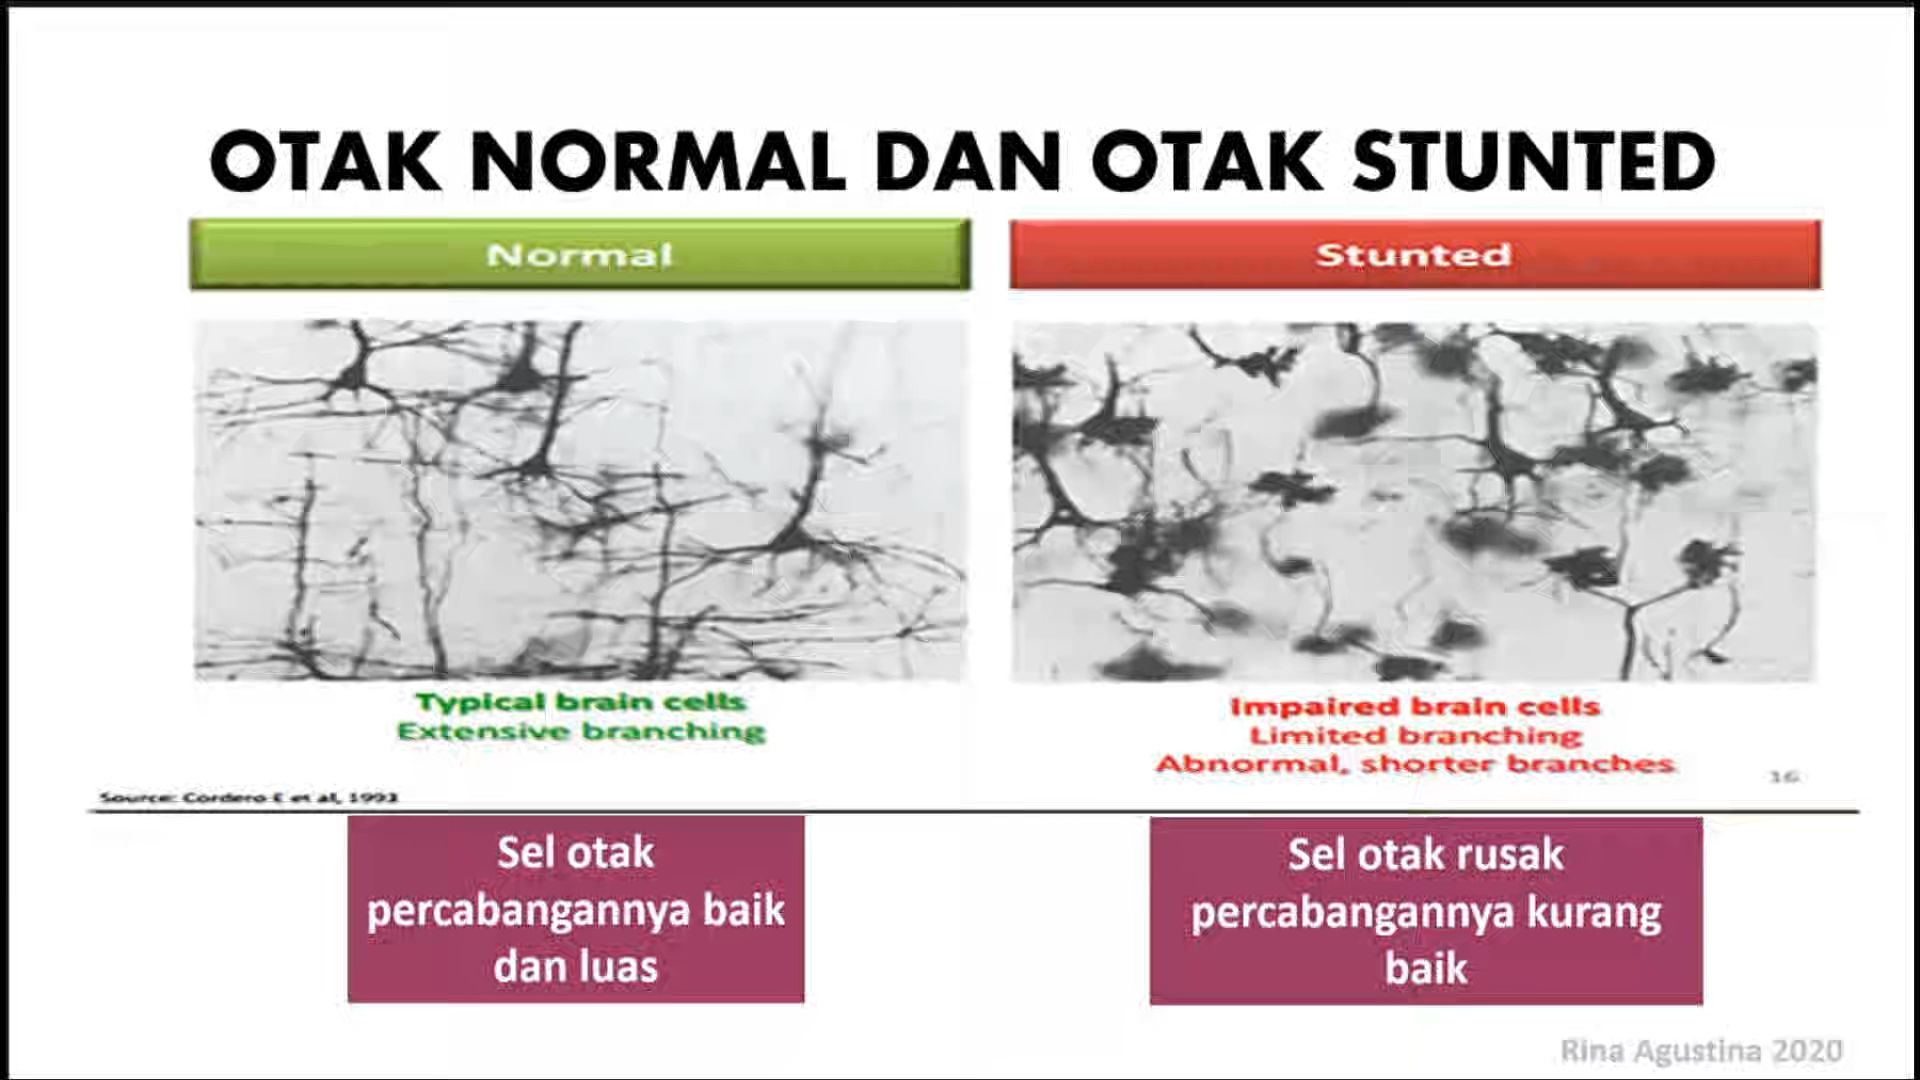 OTAK NORMAL DAN OTAK STUNTED
Normal
Stunted
Typical brain cells
Extensive branching
Impaired brain cells
Limited branching
Abnormal, shorter branches
16
Source: Cordero E et al, 1993
Sel otak
percabangannya baik
dan luas
Sel otak rusak
percabangannya kurang
baik
Rina Agustina 2020